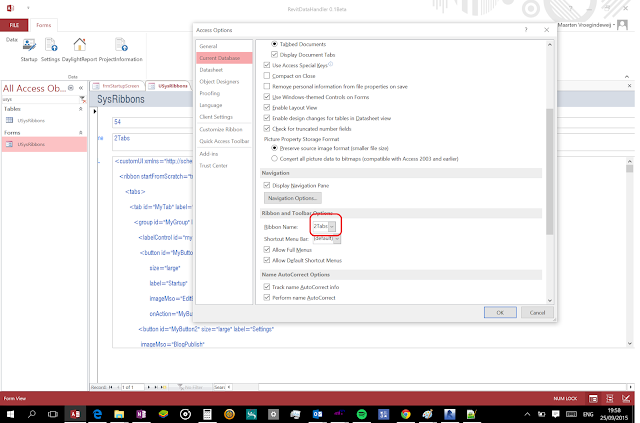 RevitDataHandler 0.18eta
FILE
Forms
Maarten Vroegindeweij
Data
Startup
Settings
DaylightReport
ProjectInformation
Datawij
All Access Ob...
usys
Tables
USysRibbons
Forms
USysRibbons
frmStartupScreen
USysRibbons
SysRibbons
54
2Tabs
<customUI xmlns="http://sche
<ribbon startFromScratch="tr
<tabs>
<tab id="MyTab" label=
<group id="MyGroup" l
<labelControl id="my
<button id="MyButto
size="large"
label="Startup"
imageMso="Editl
onAction="MyB
<button id="MyButton2" size="large" label="Settings"
imageMso="BlogPublish"
Record:
1 of 1
No Filter
Search
Form View
NUM LOCK
Access Options
General
Current Database
Datasheet
Object Designers
Proofing
Language
Client Settings
Customize Ribbon
Quick Access Toolbar
Add-ins
Trust Center
Tabbed Documents
Display Document Tabs
Use Access Special Keys
Compact on Close
Remove personal information from file properties on save
Use Windows-themed Controls on Forms
Enable Layout View
Enable design changes for tables in Datasheet view
Check for truncated number fields
Picture Property Storage Format
Preserve source image format (smaller file size)
Convert all picture data to bitmaps (compatible with Access 2003 and earlier)
Navigation
Display Navigation Pane
Navigation Options...
Ribbon and Toolbar Options
Ribbon Name:
2Tabs
Shortcut Menu Bar:
(default)
Allow Full Menus
Allow Default Shortcut Menus
Name AutoCorrect Options
Track name AutoCorrect info
Perform name AutoCorrect
OK
Cancel
ENG
19:58
25/09/2015